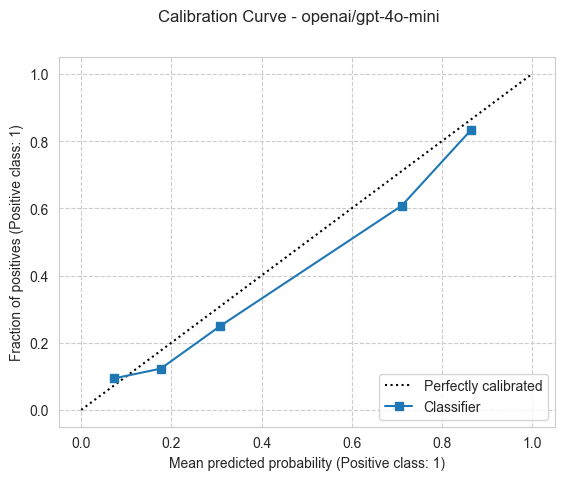 Calibration Curve - openai/gpt-4o-mini
Fraction of positives (Positive class: 1)
1.0
0.8
0.6
0.4
0.2
0.0
Perfectly calibrated
Classifier
0.0 0.2 0.4 0.6 0.8 1.0
Mean predicted probability (Positive class: 1)